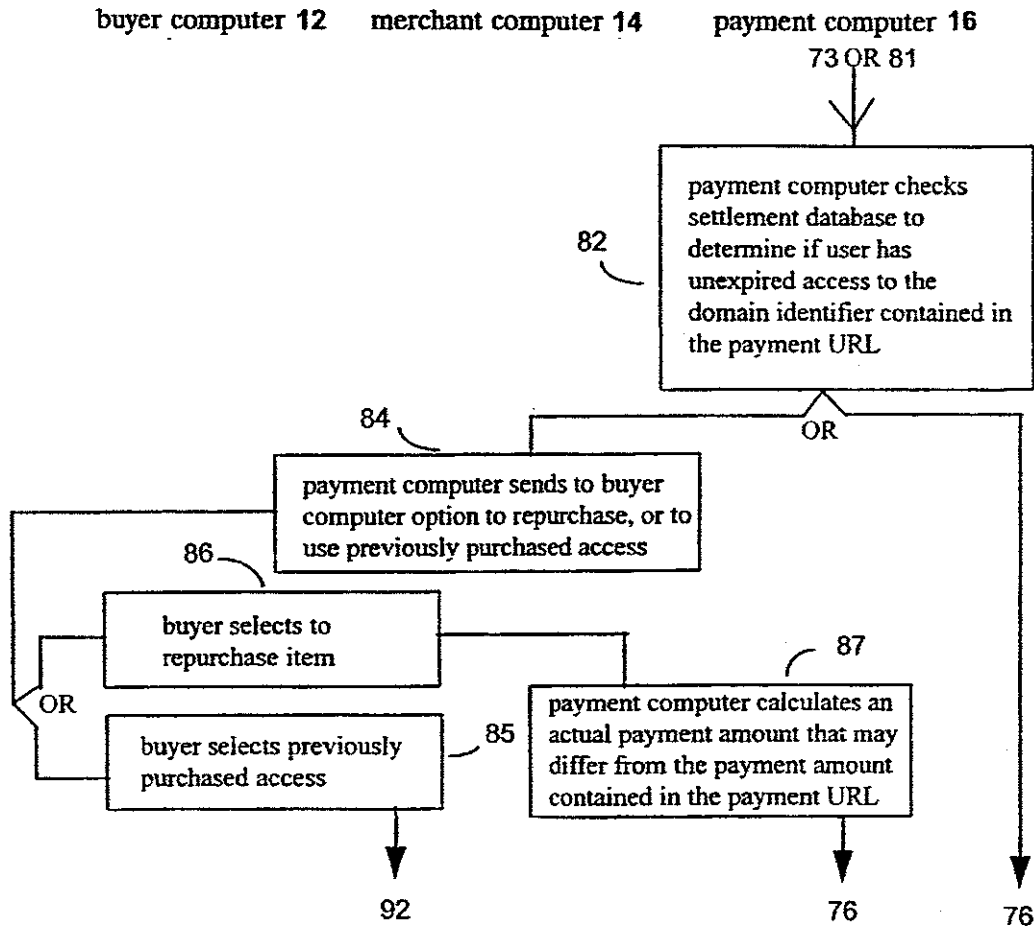 buyer computer 12 merchant computer 14 payment computer 16
73 OR 81
payment computer checks
settlement database to
determine if user has
unexpired access to the
domain identifier contained in
the payment URL
82
OR
84
payment computer sends to buyer
computer option to repurchase, or to
use previously purchased access
86
buyer selects to
repurchase item
87
OR
payment computer calculates an
actual payment amount that may
differ from the payment amount
contained in the payment URL
buyer selects previously
purchased access
85
92
76
76